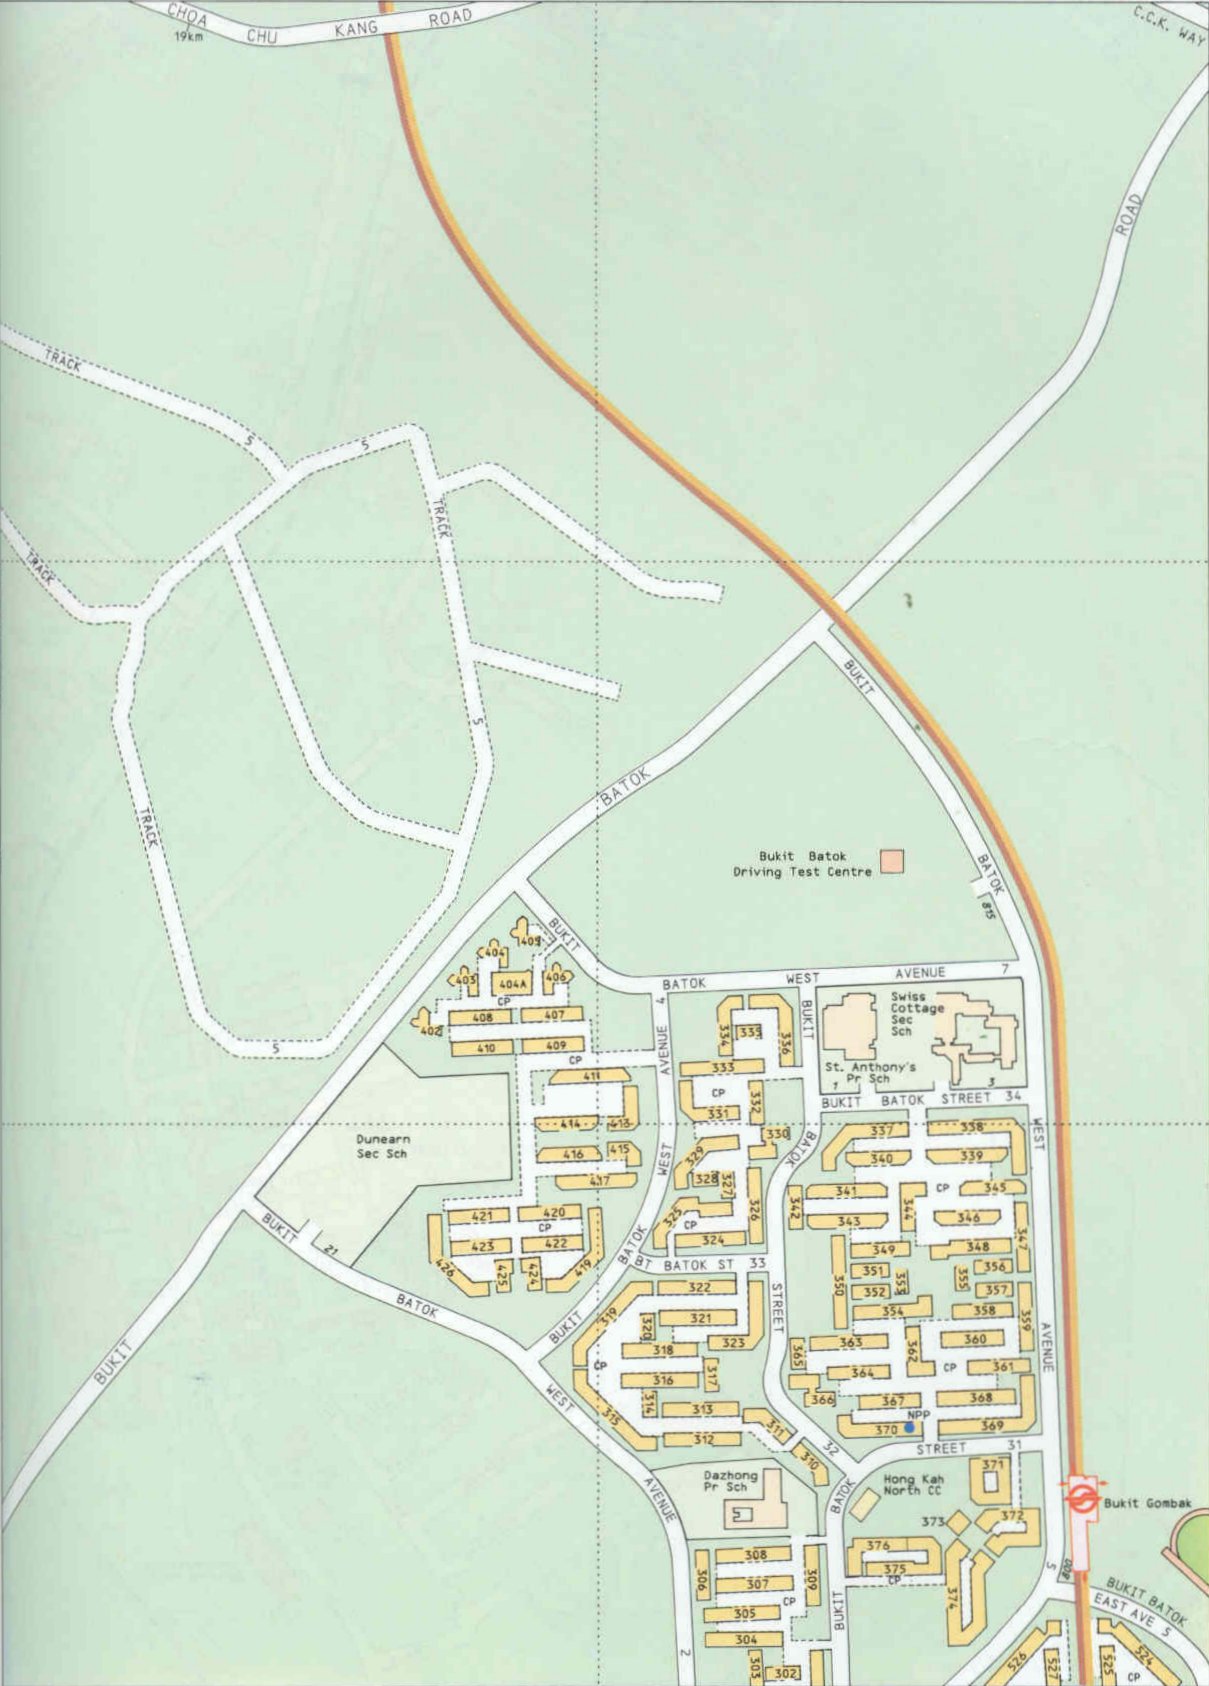 CHOA
19km
CHU
KANG
ROAD
C.C.K. WAY
ROAD
TRACK
5
5
TRACK
TRACK
5
TRACK
5
BUKIT
BATOK
Bukit Batok
Driving Test Centre
BATOK
815
BUKIT
BATOK
WEST
AVENUE
7
405
404
403
404A
406
CP
402
408
407
410
409
CP
411
4
AVENUE
WEST
BATOK
BUKIT
414
413
416
415
417
334
335
336
333
CP
331
332
330
329
328
327
326
325
CP
324
BUKIT
BATOK
STREET
32
Swiss
Cottage
Sec
Sch
St. Anthony's
Pr Sch
1
3
BUKIT BATOK STREET 34
WEST
AVENUE
5
Dunearn
Sec Sch
BUKIT
21
BATOK
WEST
AVENUE
2
421
420
CP
423
422
426
425
424
419
BT BATOK ST 33
337
338
340
339
341
342
343
344
CP
345
346
347
349
348
350
351
352
353
355
356
357
354
358
359
363
365
362
360
364
CP
361
366
367
368
NPP
370
369
322
319
321
320
318
323
CP
316
317
314
315
313
312
311
310
BUKIT
BUKIT
BATOK
STREET
31
Dazhong
Pr Sch
Hong Kah
North CC
371
373
372
376
375
CP
374
Bukit Gombak
800
BUKIT BATOK
EAST AVE 5
308
306
307
309
CP
305
304
303
302
526
527
525
524
CP